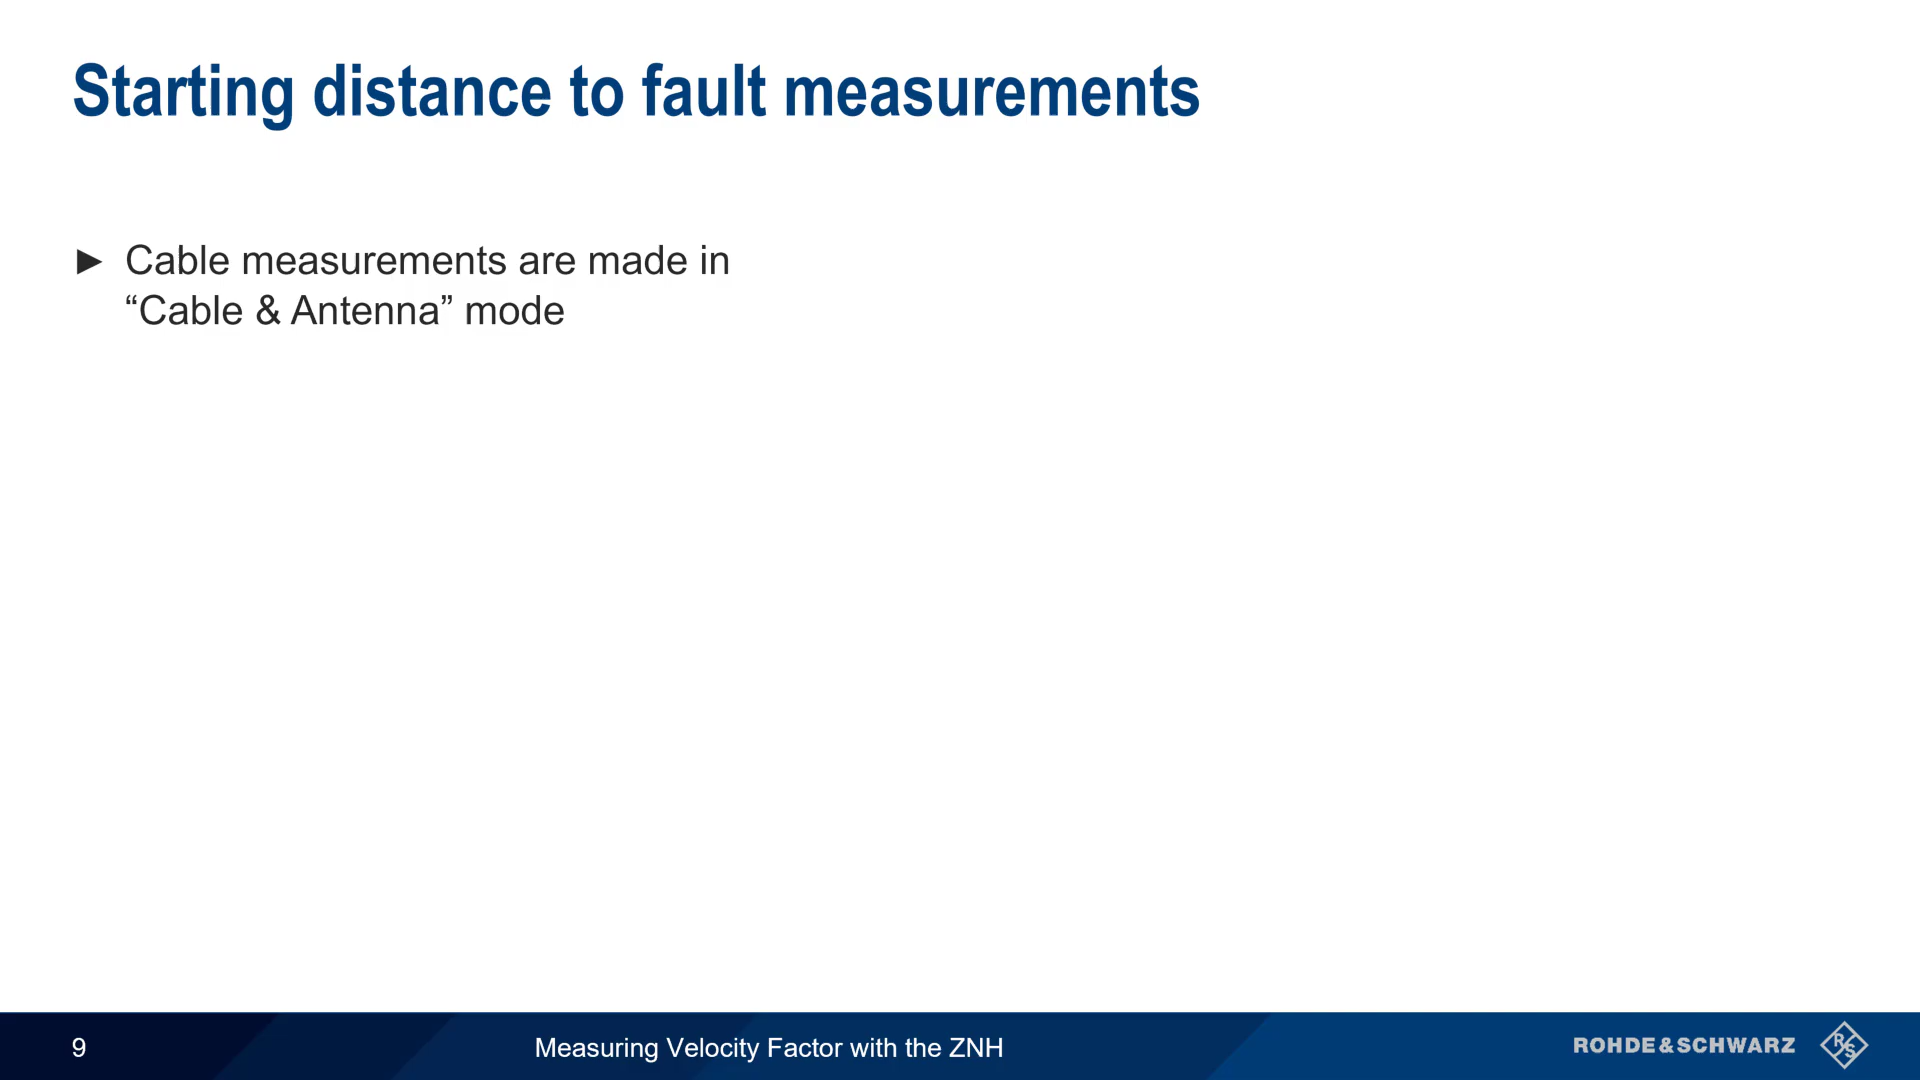 Starting distance to fault measurements
► Cable measurements are made in
“Cable & Antenna” mode
9
Measuring Velocity Factor with the ZNH
ROHDE&SCHWARZ
R&S